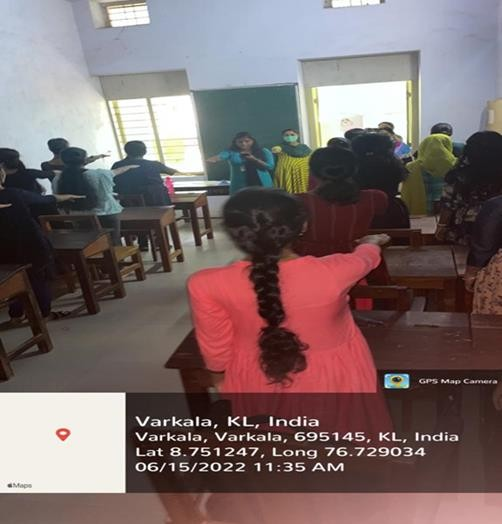 GPS Map Camera
Varkala, KL, India
Varkala, Varkala, 695145, KL, India
Lat 8.751247, Long 76.729034
06/15/2022 11:35 AM
Maps